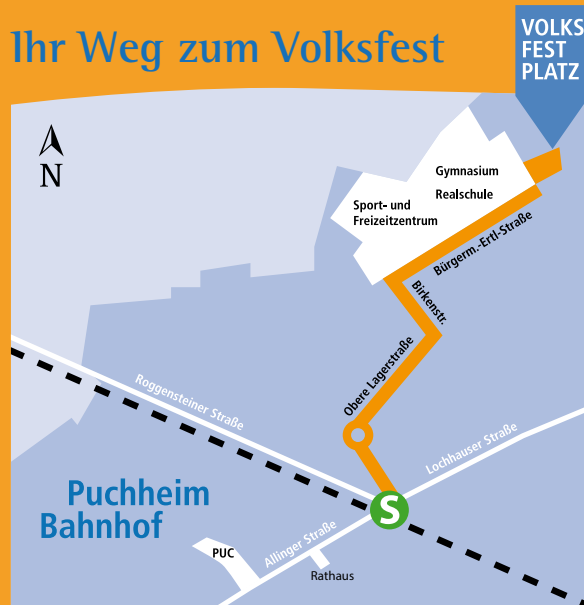 Ihr Weg zum Volksfest
VOLKS
FEST
PLATZ
N
Gymnasium
Realschule
Sport- und
Freizeitzentrum
Bürgerm.-Ertl-Straße
Birkenstr.
Obere Lagerstraße
Roggensteiner Straße
Lochhauser Straße
Puchheim
Bahnhof
S
PUC
Allinger Straße
Rathaus